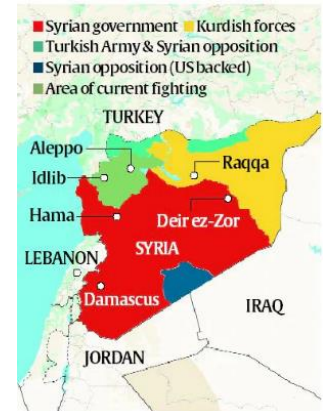 Syrian government Kurdish forces
Turkish Army & Syrian opposition
Syrian opposition (US backed)
Area of current fighting
TURKEY
Aleppo
Idlib
Raqqa
Hama
Deir ez-Zor
LEBANON
SYRIA
Damascus
IRAQ
JORDAN